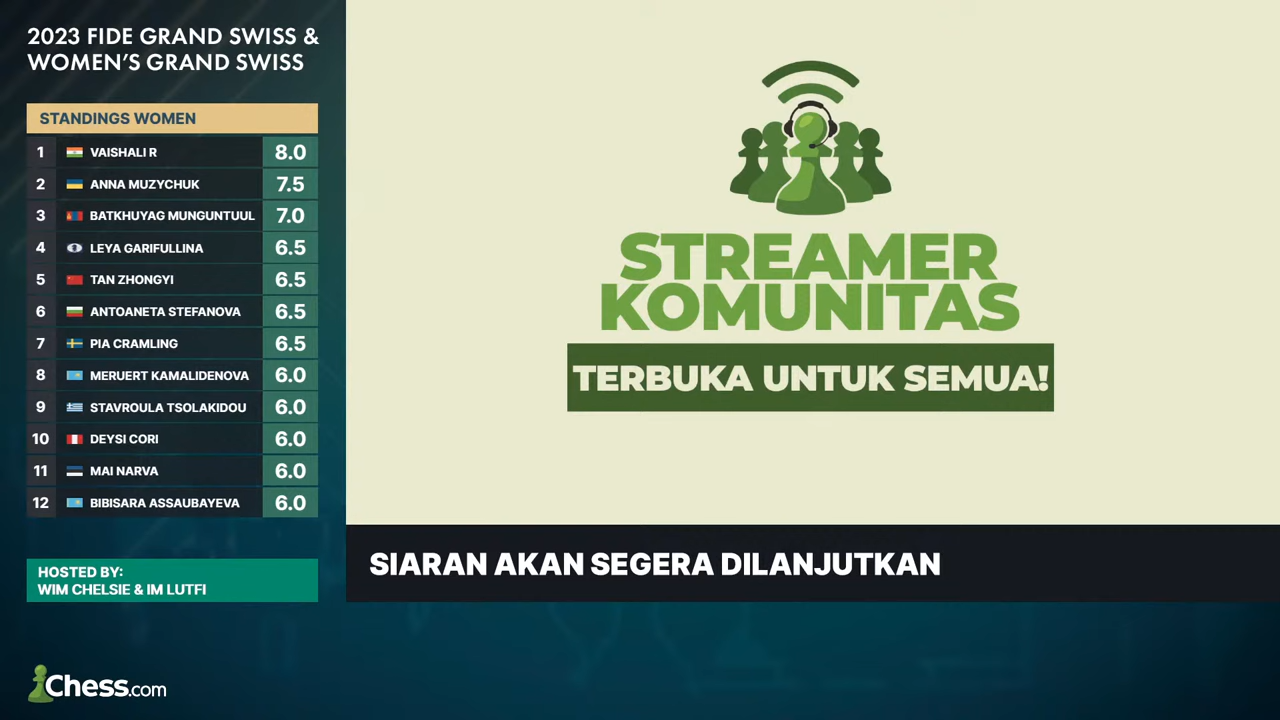 2023 FIDE GRAND SWISS &
WOMEN'S GRAND SWISS
STANDINGS WOMEN
1 VAISHALI R 8.0
2 ANNA MUZYCHUK 7.5
3 BATKHUYAG MUNGUNTUUL 7.0
4 LEYA GARIFULLINA 6.5
5 TAN ZHONGYI 6.5
6 ANTOANETA STEFANOVA 6.5
7 PIA CRAMLING 6.5
8 MERUERT KAMALIDENOVA 6.0
9 STAVROULA TSOLAKIDOU 6.0
10 DEYSI CORI 6.0
11 MAI NARVA 6.0
12 BIBISARA ASSAUBAYEVA 6.0
HOSTED BY:
WIM CHELSIE & IM LUTFI
Chess.com
STREAMER
KOMUNITAS
TERBUKA UNTUK SEMUA!
SIARAN AKAN SEGERA DILANJUTKAN